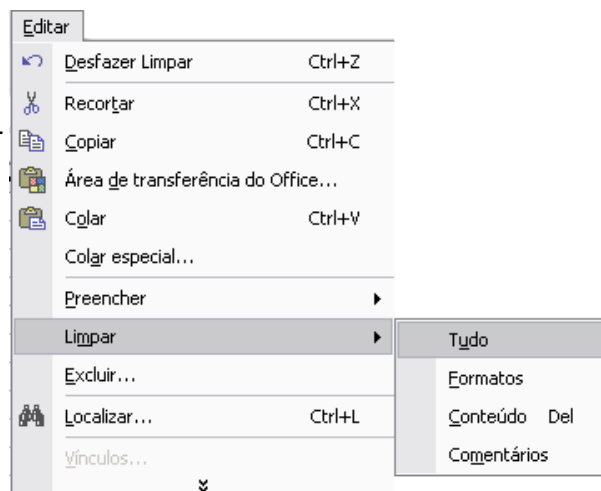 Editar
Desfazer Limpar Ctrl+Z
Recortar Ctrl+X
Copiar Ctrl+C
Área de transferência do Office...
Colar Ctrl+V
Colar especial...
Preencher
Limpar
Tudo
Excluir...
Formatos
Localizar... Ctrl+L
Conteúdo Del
Vínculos...
Comentários